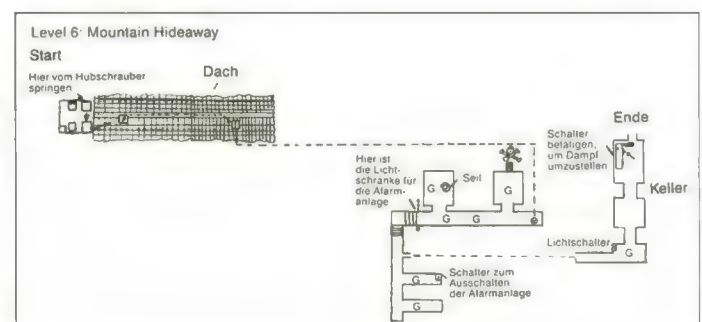 Level 6: Mountain Hideaway
Start
Hier vom Hubschrauber
springen
Dach
Hier ist
die Licht-
schranke für
die Alarm-
anlage
G
Seil
G
G
G
Ende
Schalter
betätigen,
um Dampf
umzustellen
Keller
Lichtschalter
G
G
Schalter zum
Ausschalten
der Alarmanlage
G